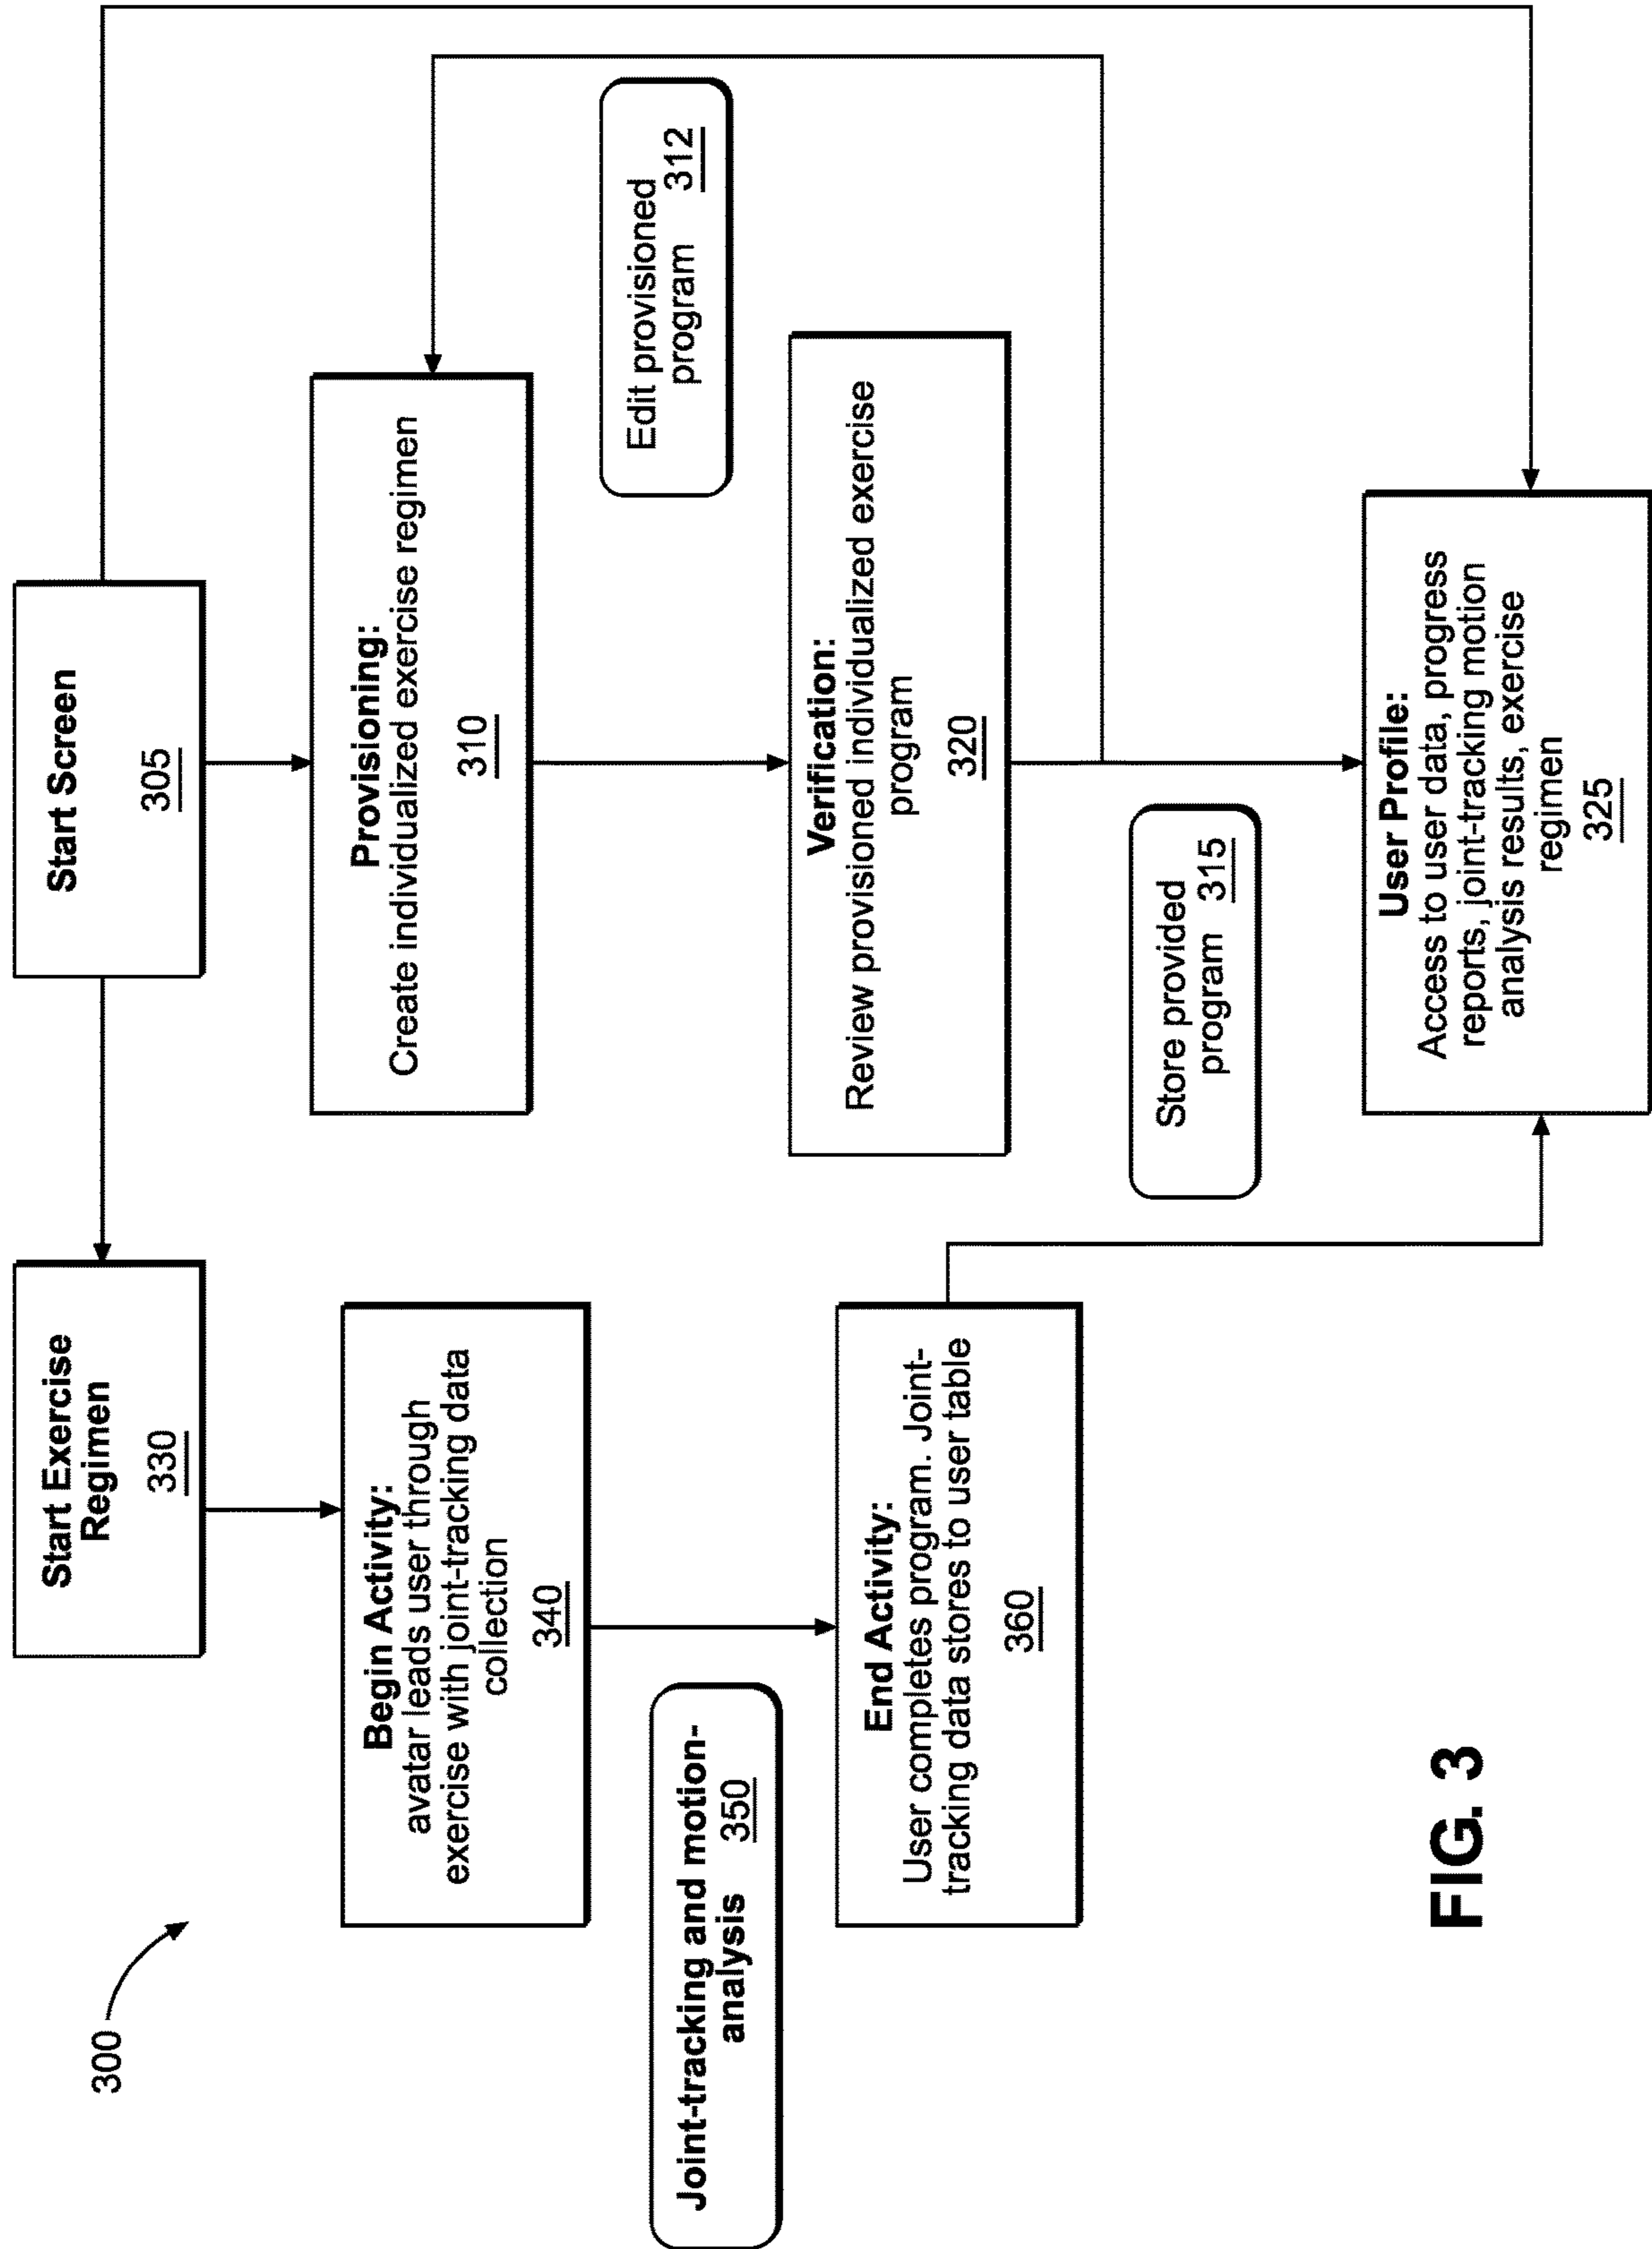 300
Start Exercise
Regimen
330
Start Screen
305
Begin Activity:
avatar leads user through
exercise with joint-tracking data
collection
340
Provisioning:
Create individualized exercise regimen
310
Joint-tracking and motion-
analysis 350
Edit provisioned
program 312
End Activity:
User completes program. Joint-
tracking data stores to user table
360
Verification:
Review provisioned individualized exercise
program
320
Store provided
program 315
User Profile:
Access to user data, progress
reports, joint-tracking motion
analysis results, exercise
regimen
325
FIG. 3